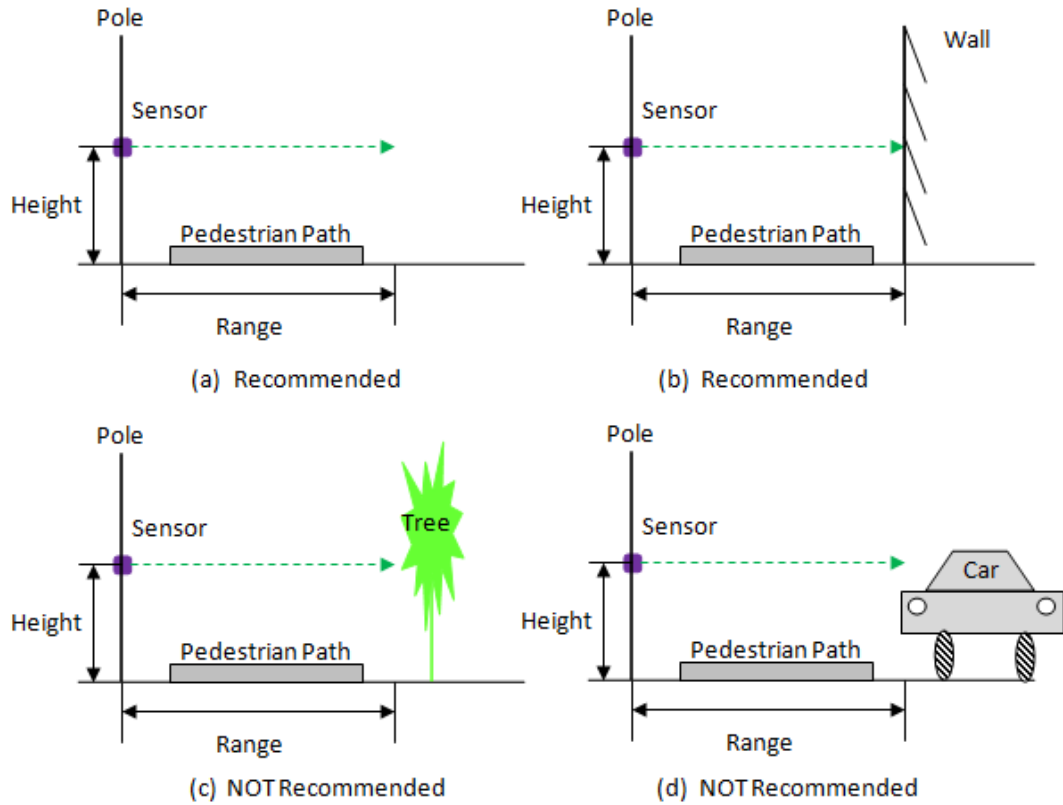 Pole
Sensor
Height
Pedestrian Path
Range
(a) Recommended
Pole
Wall
Sensor
Height
Pedestrian Path
Range
(b) Recommended
Pole
Sensor
Tree
Height
Pedestrian Path
Range
(c) NOT Recommended
Pole
Sensor
Car
Height
Pedestrian Path
Range
(d) NOT Recommended